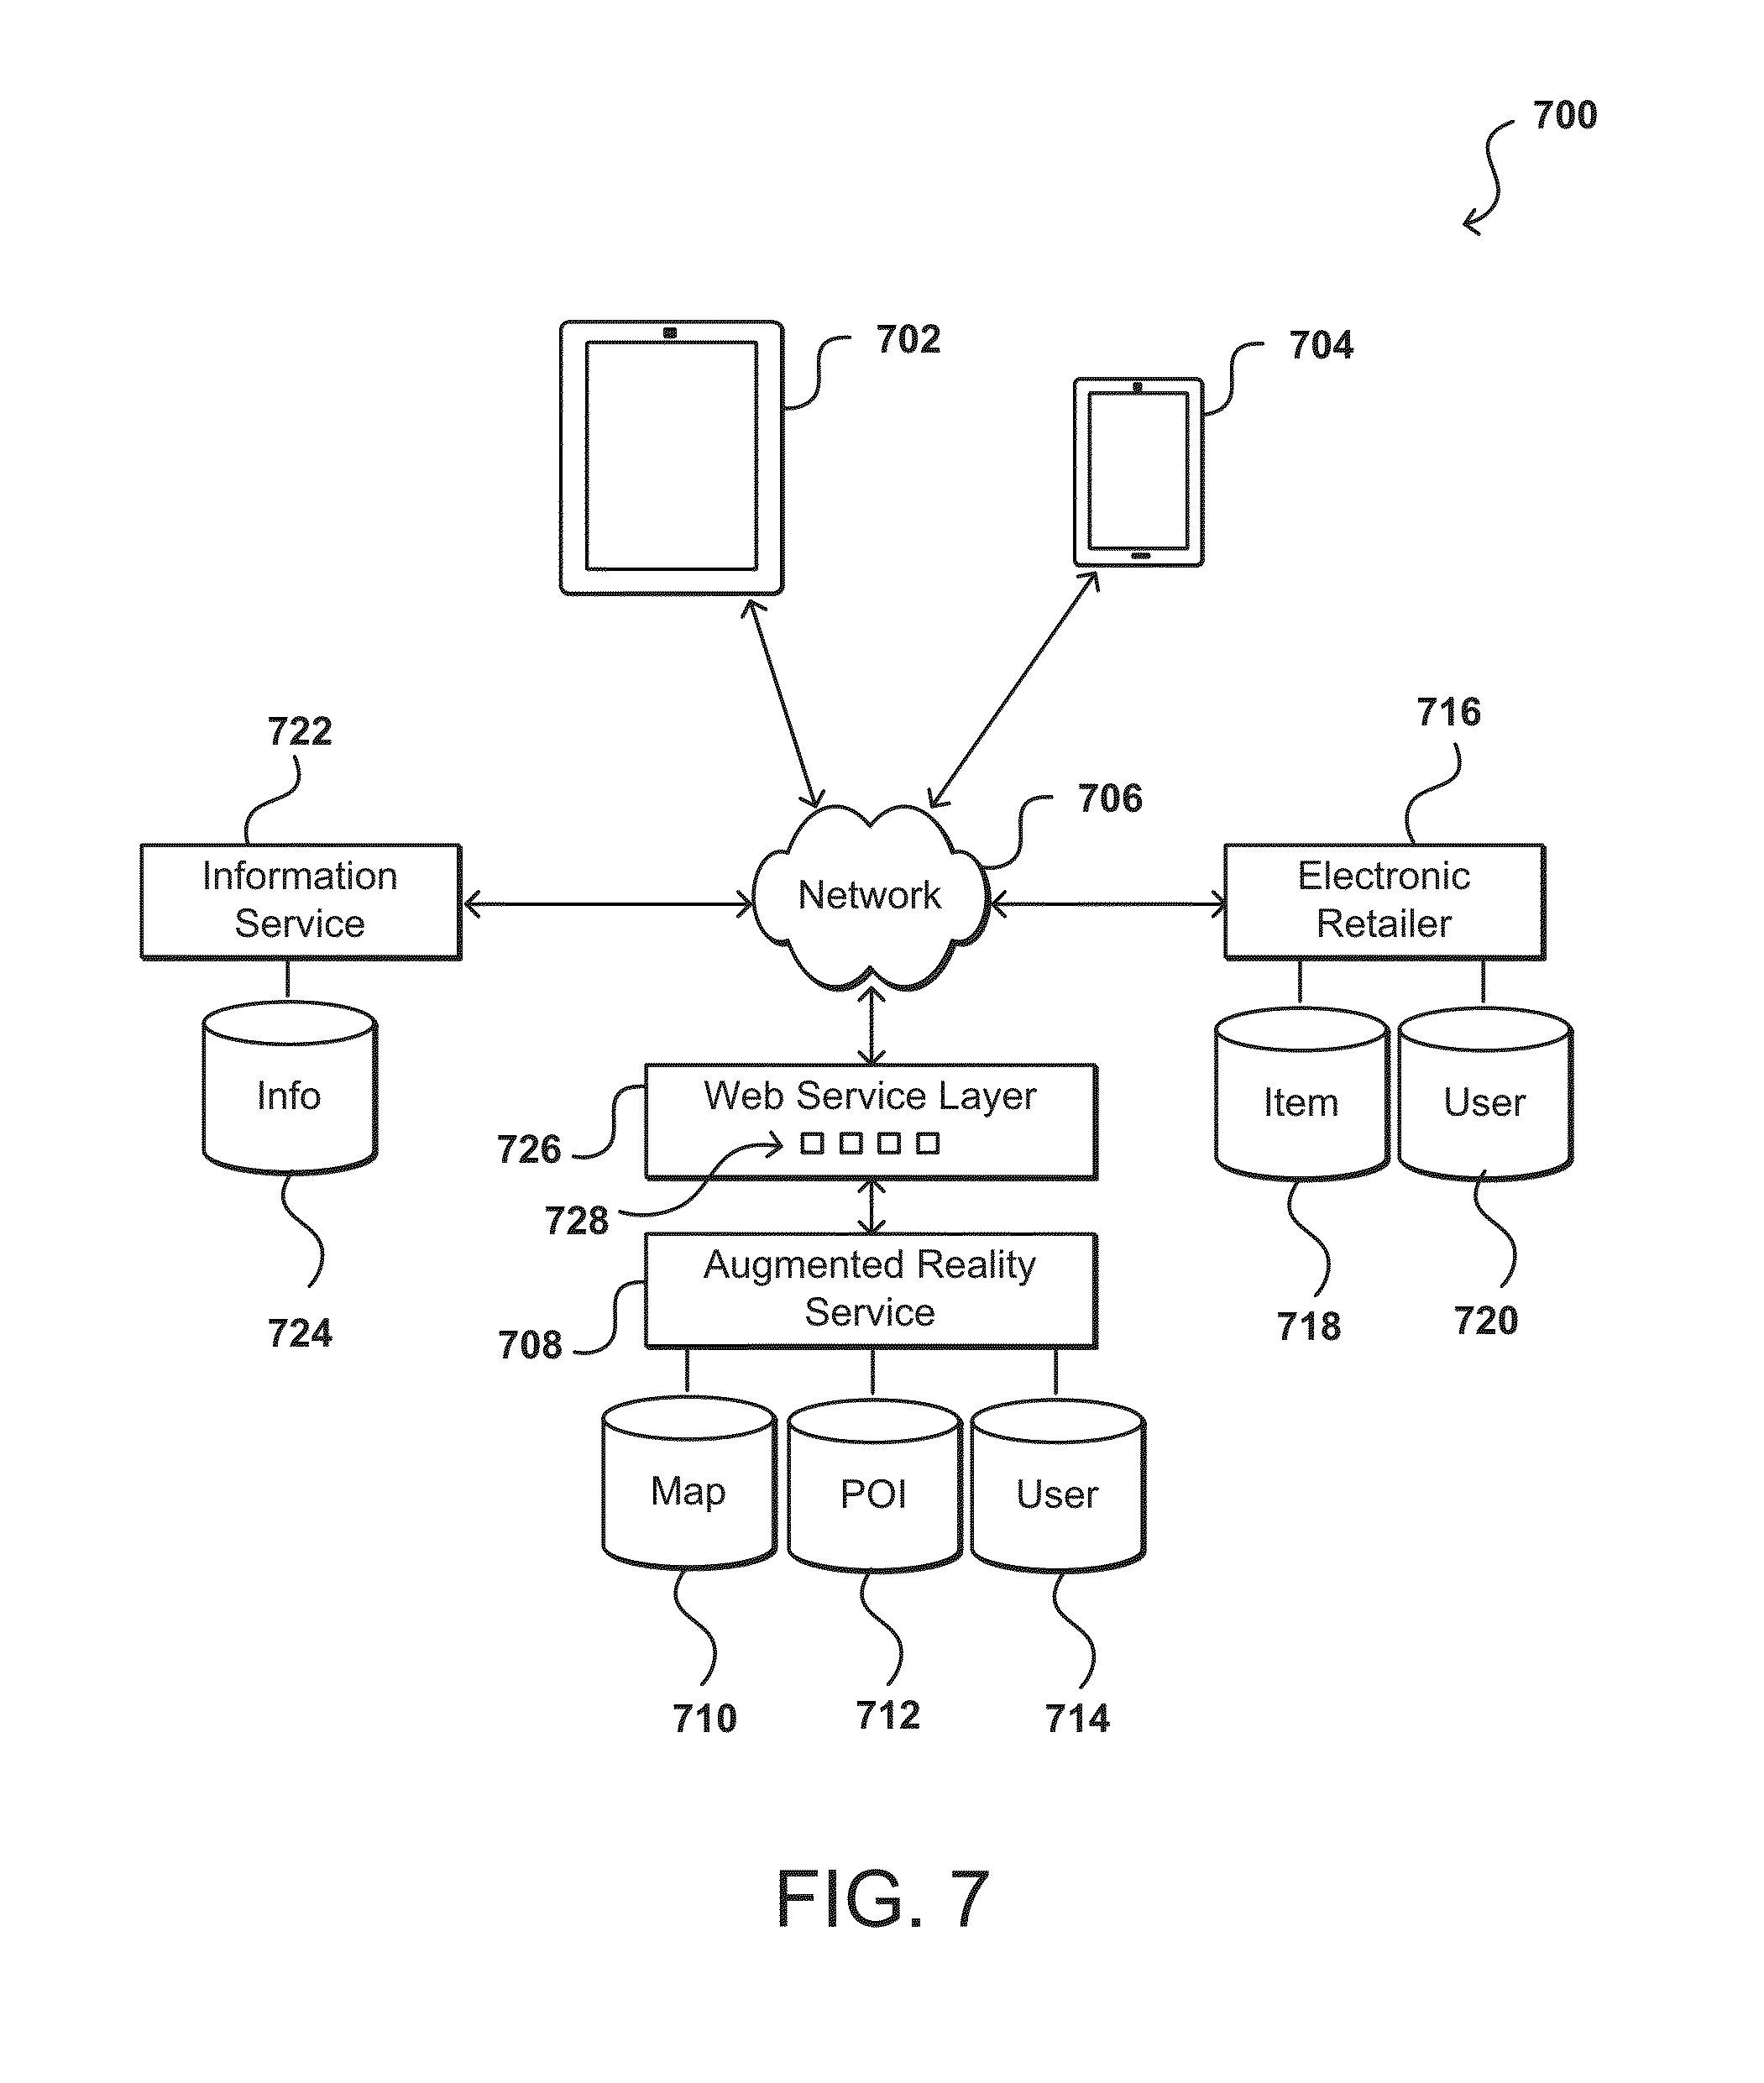 700
702
704
722
716
706
Information
Service
Network
Electronic
Retailer
Info
Item
User
Web Service Layer
726
728
Augmented Reality
Service
724
708
718
720
Map
POI
User
710
712
714
FIG. 7